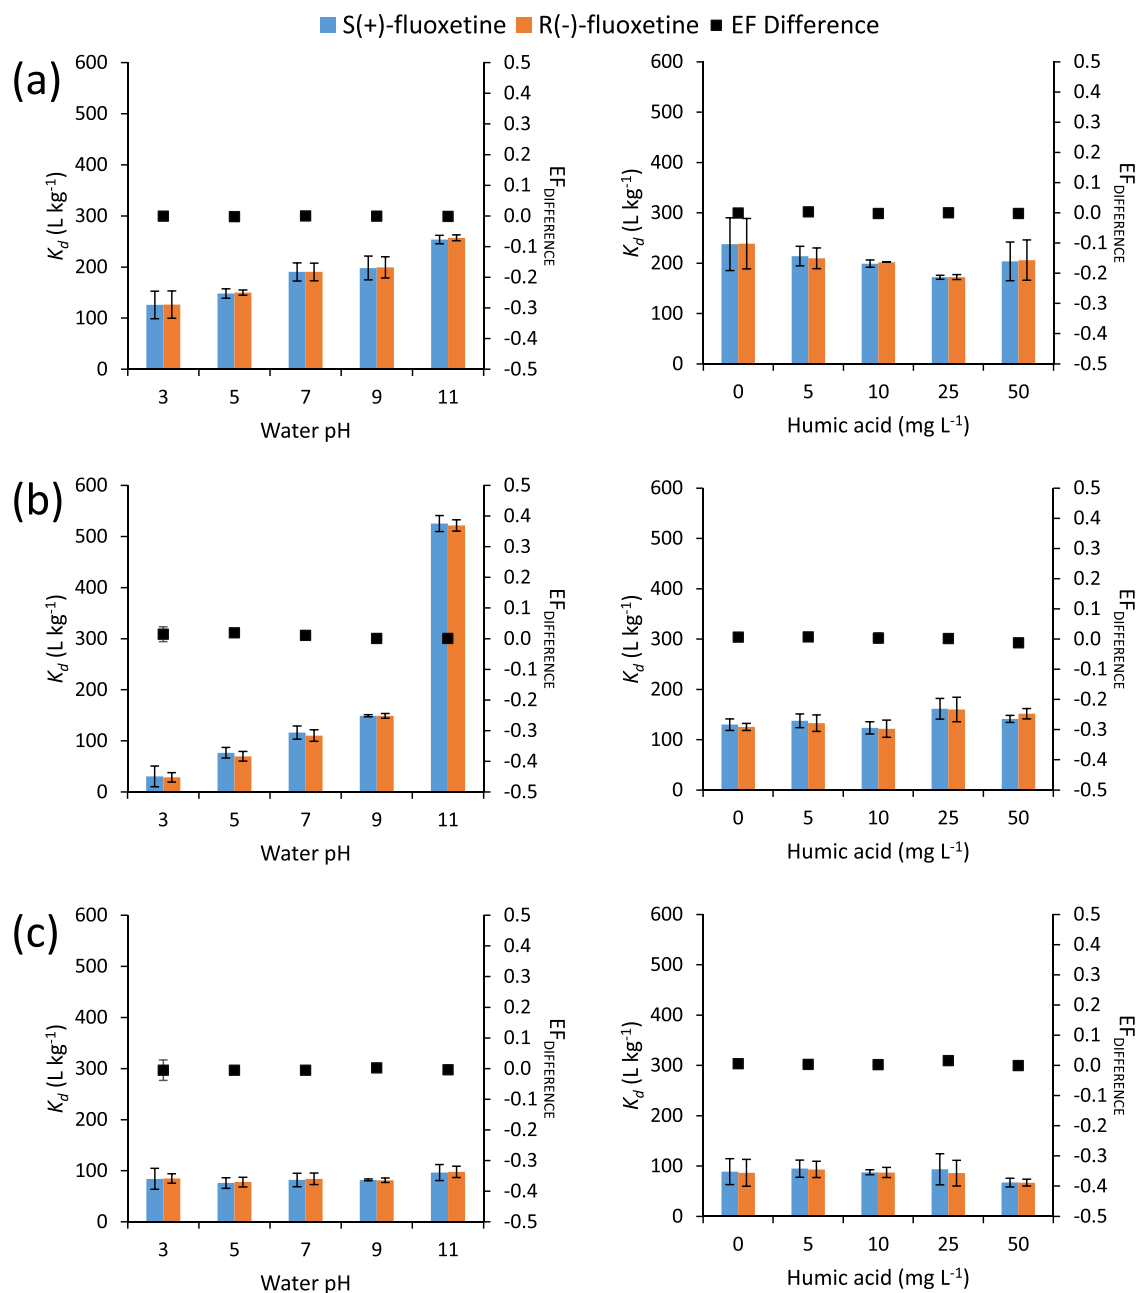 S(+)-fluoxetine R(-)-fluoxetine EF Difference
(a)
600 500 400 300 200 100 0
K_d (L kg⁻¹)
0.5 0.4 0.3 0.2 0.1 0.0 -0.1 -0.2 -0.3 -0.4 -0.5
EF_DIFFERENCE
3 5 7 9 11
Water pH
600 500 400 300 200 100 0
K_d (L kg⁻¹)
0.5 0.4 0.3 0.2 0.1 0.0 -0.1 -0.2 -0.3 -0.4 -0.5
EF_DIFFERENCE
0 5 10 25 50
Humic acid (mg L⁻¹)
(b)
600 500 400 300 200 100 0
K_d (L kg⁻¹)
0.5 0.4 0.3 0.2 0.1 0.0 -0.1 -0.2 -0.3 -0.4 -0.5
EF_DIFFERENCE
3 5 7 9 11
Water pH
600 500 400 300 200 100 0
K_d (L kg⁻¹)
0.5 0.4 0.3 0.2 0.1 0.0 -0.1 -0.2 -0.3 -0.4 -0.5
EF_DIFFERENCE
0 5 10 25 50
Humic acid (mg L⁻¹)
(c)
600 500 400 300 200 100 0
K_d (L kg⁻¹)
0.5 0.4 0.3 0.2 0.1 0.0 -0.1 -0.2 -0.3 -0.4 -0.5
EF_DIFFERENCE
3 5 7 9 11
Water pH
600 500 400 300 200 100 0
K_d (L kg⁻¹)
0.5 0.4 0.3 0.2 0.1 0.0 -0.1 -0.2 -0.3 -0.4 -0.5
EF_DIFFERENCE
0 5 10 25 50
Humic acid (mg L⁻¹)